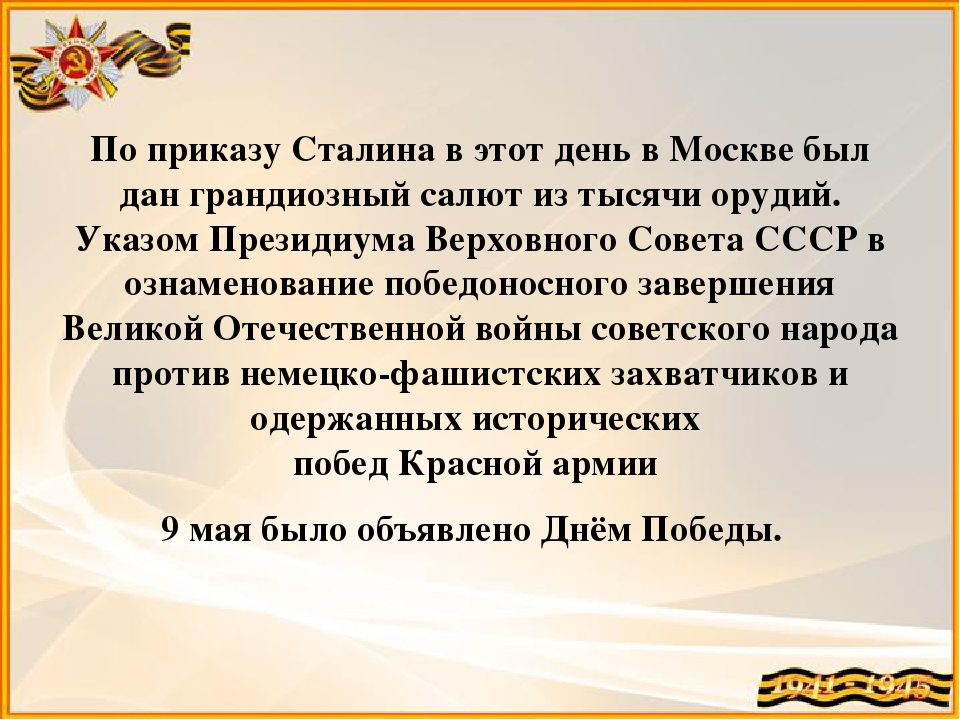 По приказу Сталина в этот день в Москве был
дан грандиозный салют из тысячи орудий.
Указом Президиума Верховного Совета СССР в
ознаменование победоносного завершения
Великой Отечественной войны советского народа
против немецко-фашистских захватчиков и
одержанных исторических
побед Красной армии
9 мая было объявлено Днём Победы.
1941 - 1945